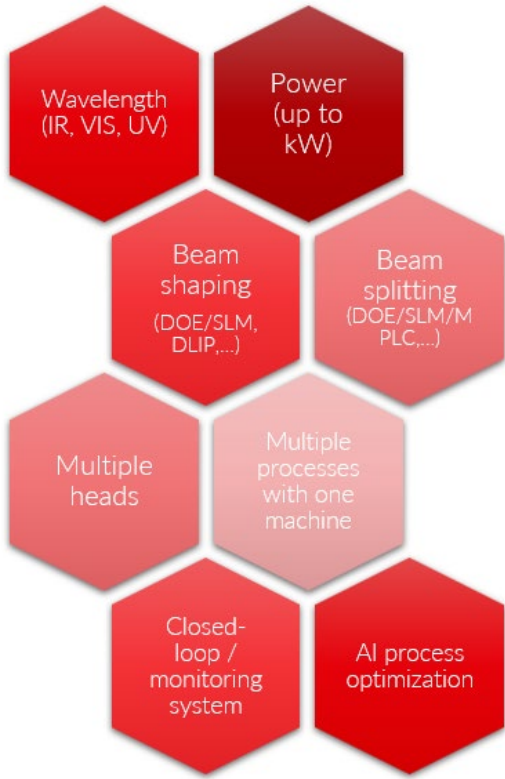 Wavelength
(IR, VIS, UV)
Power
(up to
kW)
Beam
shaping
(DOE/SLM,
DLIP,...)
Beam
splitting
(DOE/SLM/M
PLC,...)
Multiple
heads
Multiple
processes
with one
machine
Closed-
loop /
monitoring
system
AI process
optimization